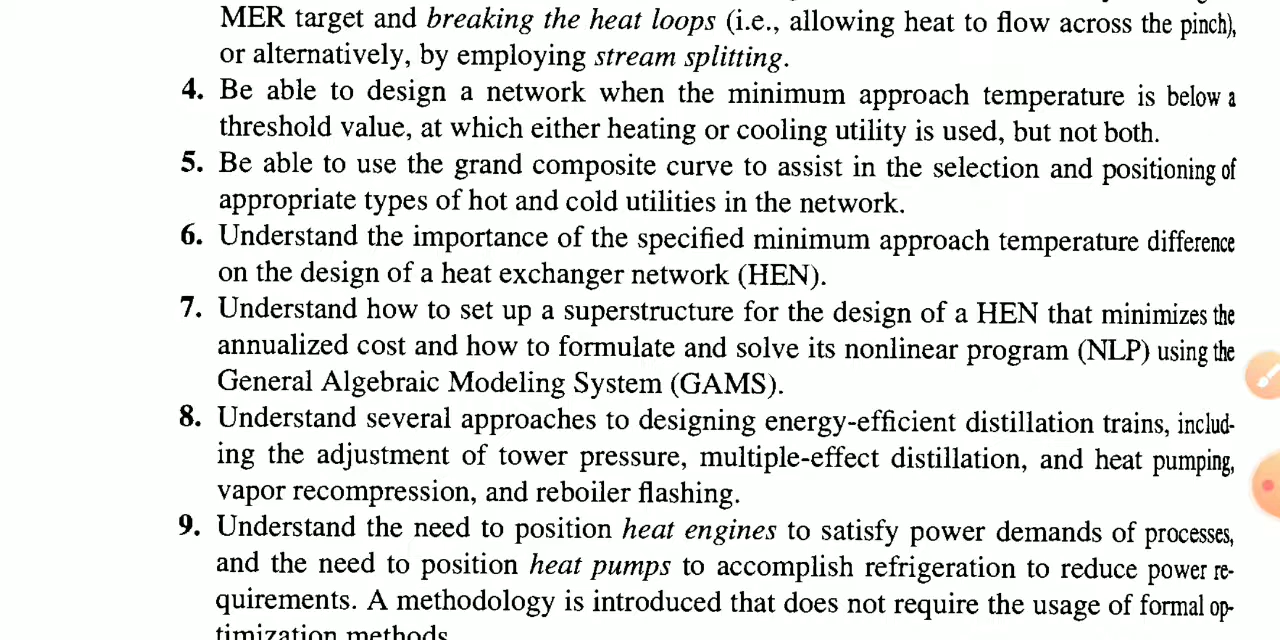 MER target and breaking the heat loops (i.e., allowing heat to flow across the pinch),
or alternatively, by employing stream splitting.
4. Be able to design a network when the minimum approach temperature is below a
threshold value, at which either heating or cooling utility is used, but not both.
5. Be able to use the grand composite curve to assist in the selection and positioning of
appropriate types of hot and cold utilities in the network.
6. Understand the importance of the specified minimum approach temperature difference
on the design of a heat exchanger network (HEN).
7. Understand how to set up a superstructure for the design of a HEN that minimizes the
annualized cost and how to formulate and solve its nonlinear program (NLP) using the
General Algebraic Modeling System (GAMS).
8. Understand several approaches to designing energy-efficient distillation trains, includ-
ing the adjustment of tower pressure, multiple-effect distillation, and heat pumping,
vapor recompression, and reboiler flashing.
9. Understand the need to position heat engines to satisfy power demands of processes,
and the need to position heat pumps to accomplish refrigeration to reduce power re-
quirements. A methodology is introduced that does not require the usage of formal op-
timization methods.